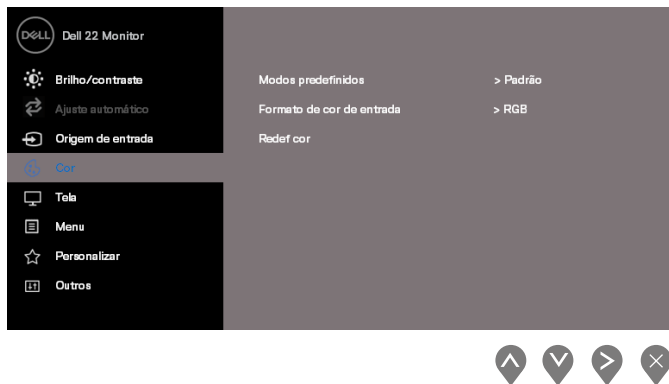 DELL Dell 22 Monitor
Brilho/contraste
Modos predefinidos > Padrão
Ajuste automático
Formato de cor de entrada > RGB
Origem de entrada
Redef cor
Cor
Tela
Menu
Personalizar
Outros